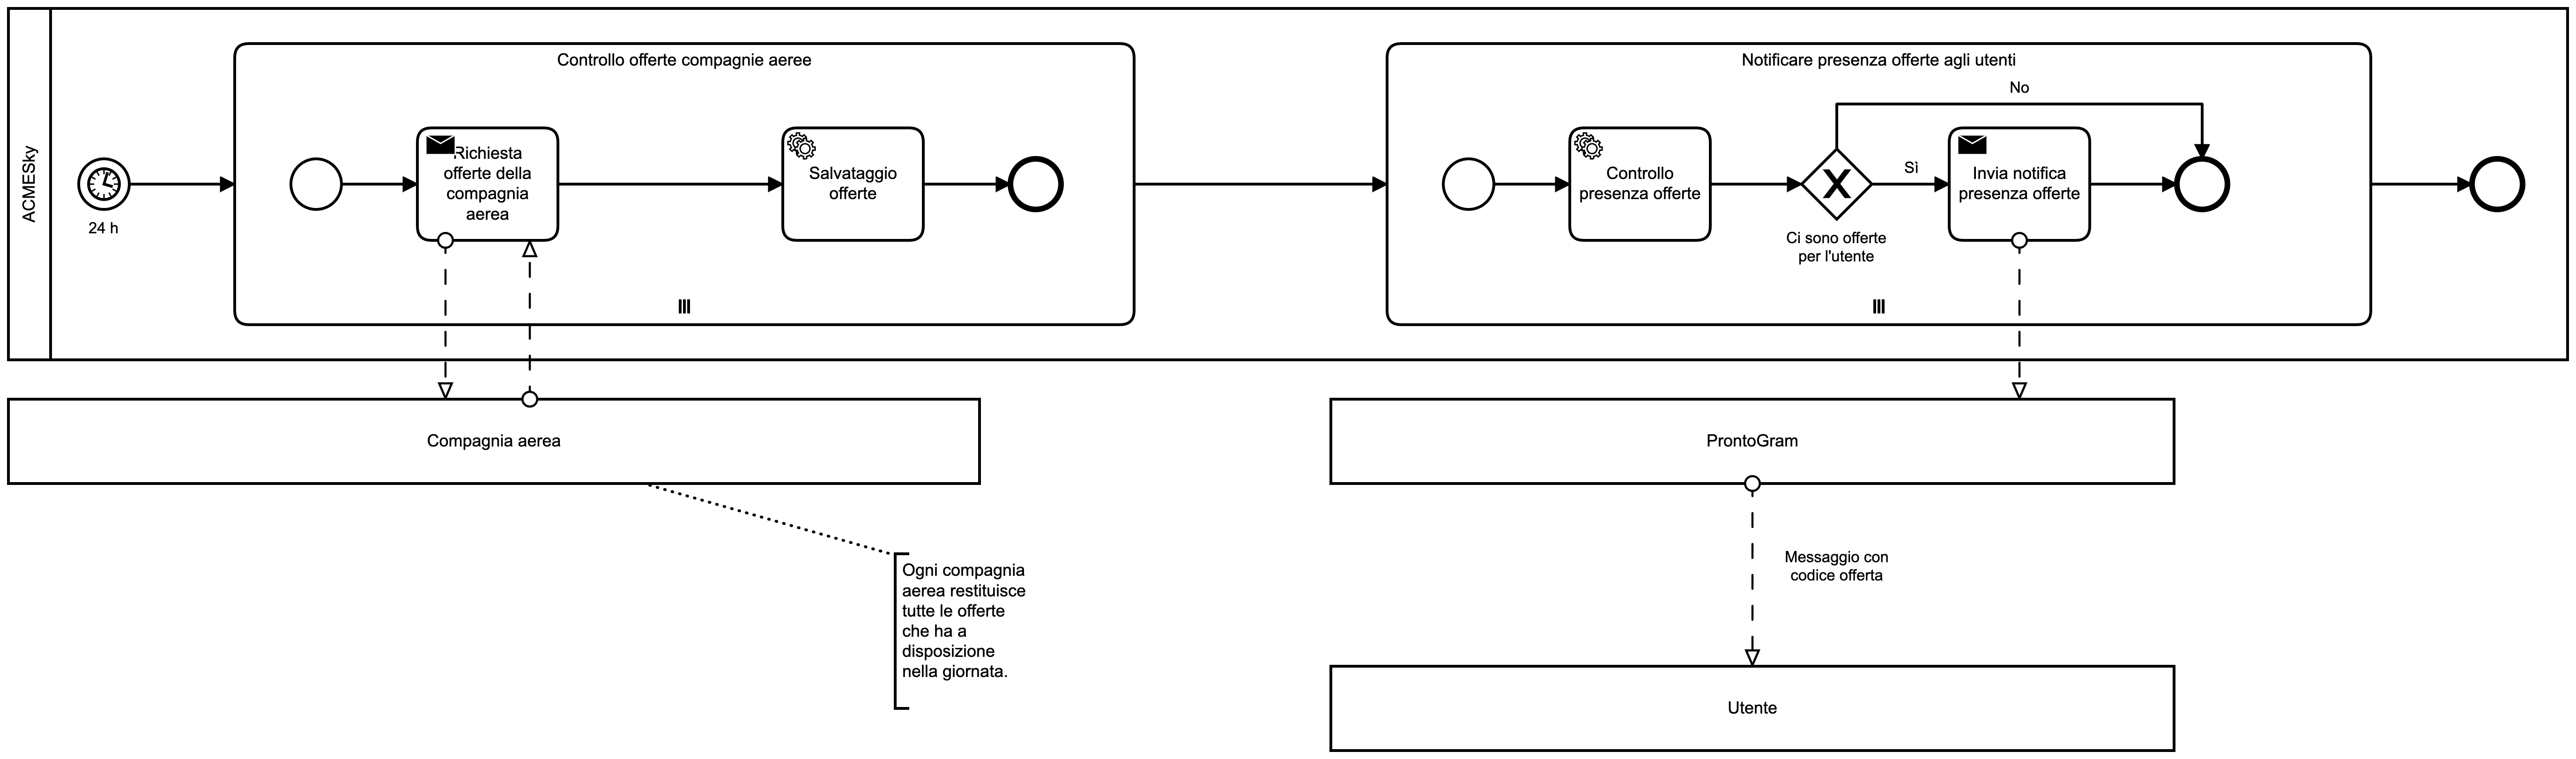 ACMESky
24 h
Controllo offerte compagnie aeree
Richiesta
offerte della
compagnia
aerea
Salvataggio
offerte
Notificare presenza offerte agli utenti
Controllo
presenza offerte
Ci sono offerte
per l'utente
No
Sì
Invia notifica
presenza offerte
Compagnia aerea
Ogni compagnia
aerea restituisce
tutte le offerte
che ha a
disposizione
nella giornata.
ProntoGram
Messaggio con
codice offerta
Utente